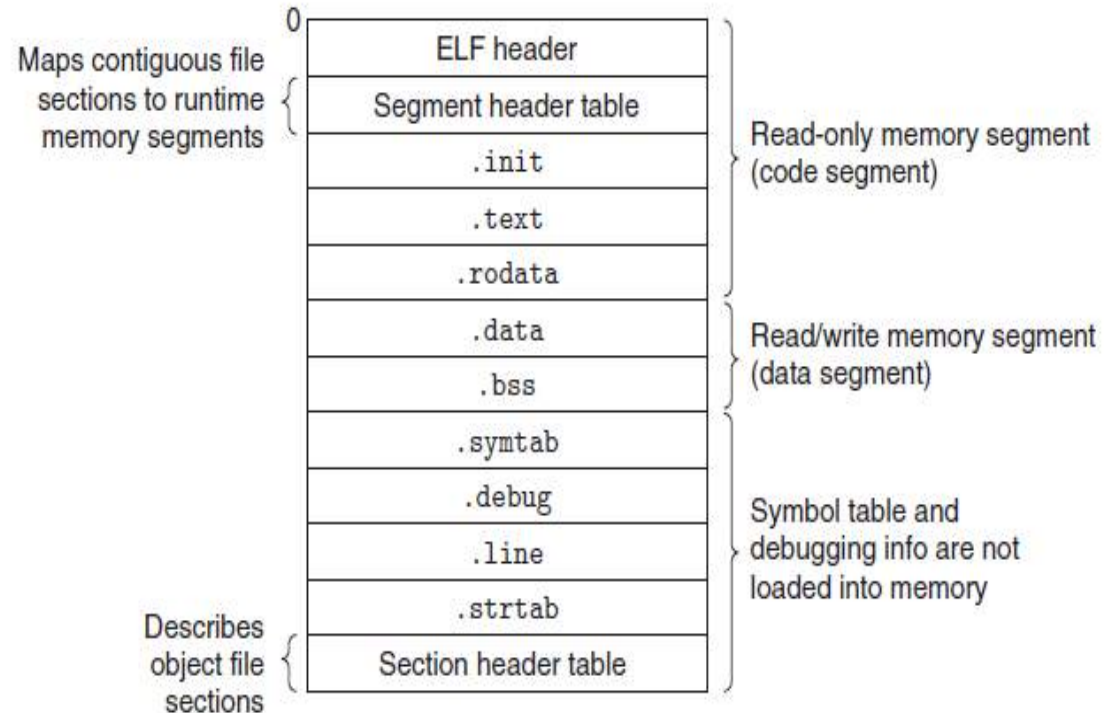 0
ELF header
Maps contiguous file
sections to runtime
memory segments
Segment header table
.init
.text
.rodata
Read-only memory segment
(code segment)
.data
.bss
Read/write memory segment
(data segment)
.symtab
.debug
.line
.strtab
Symbol table and
debugging info are not
loaded into memory
Describes
object file
sections
Section header table